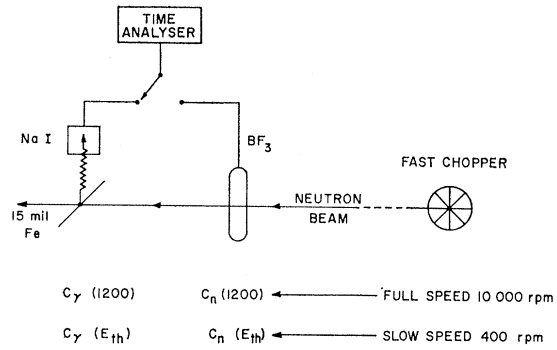 TIME
ANALYSER
Na I
BF3
FAST CHOPPER
NEUTRON
BEAM
15 mil
Fe
Cγ (1200) Cn (1200) FULL SPEED 10 000 rpm
Cγ (Eth) Cn (Eth) SLOW SPEED 400 rpm